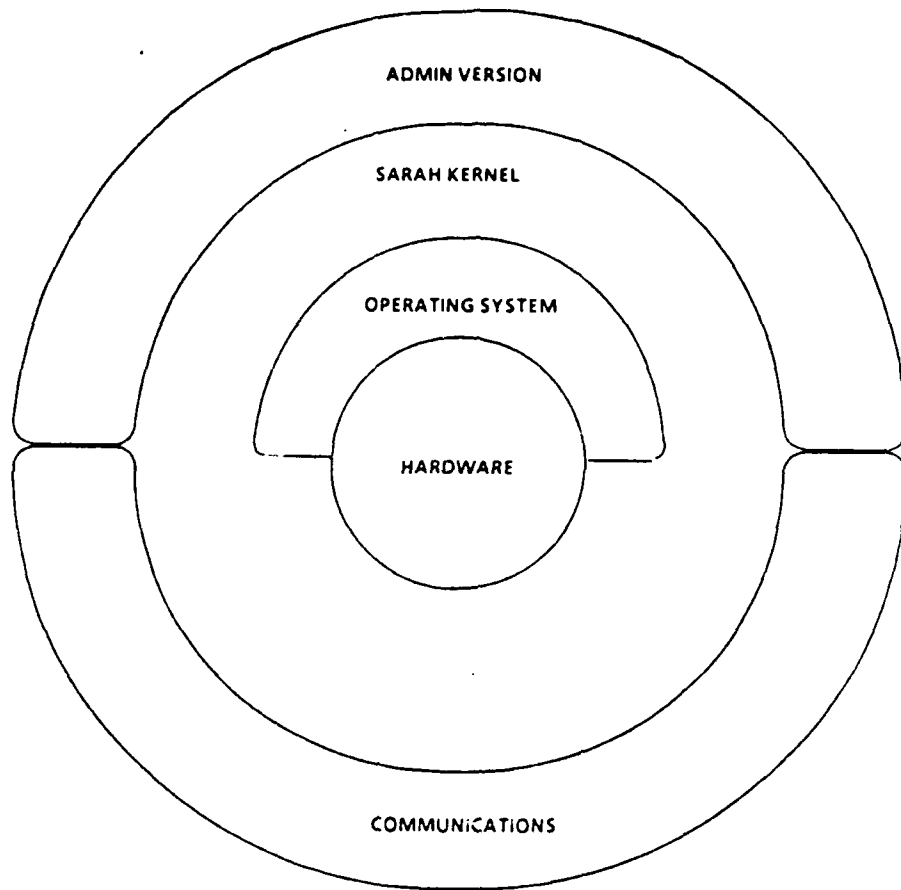 ADMIN VERSION
SARAH KERNEL
OPERATING SYSTEM
HARDWARE
COMMUNICATIONS